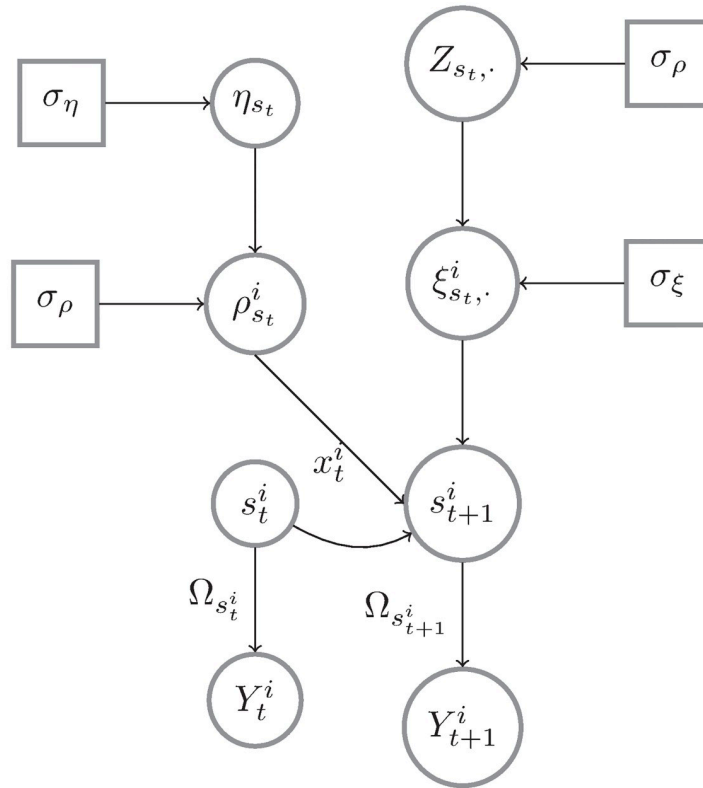 Z_{s_t,·}
σ_ρ
σ_η
η_{s_t}
σ_ρ
ρ^i_{s_t}
ξ^i_{s_t,·}
σ_ξ
x^i_t
s^i_t
s^i_{t+1}
Ω_{s^i_t}
Ω_{s^i_{t+1}}
Y^i_t
Y^i_{t+1}